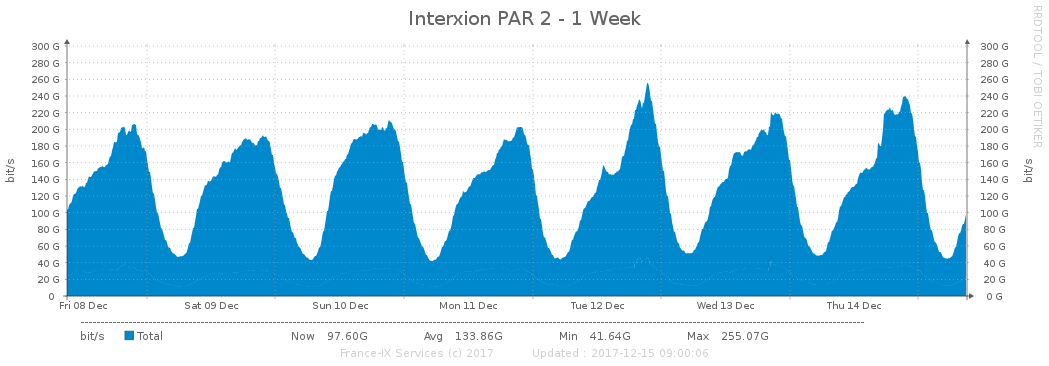 Interxion PAR 2 - 1 Week
RRDTOOL / TOBI OETIKER
bit/s
300 G 300 G
280 G 280 G
260 G 260 G
240 G 240 G
220 G 220 G
200 G 200 G
180 G 180 G
160 G 160 G
140 G 140 G
120 G 120 G
100 G 100 G
80 G 80 G
60 G 60 G
40 G 40 G
20 G 20 G
0 0 G
bit/s
Fri 08 Dec Sat 09 Dec Sun 10 Dec Mon 11 Dec Tue 12 Dec Wed 13 Dec Thu 14 Dec
bit/s Total Now 97.60G Avg 133.86G Min 41.64G Max 255.07G
France-IX Services (c) 2017 Updated : 2017-12-15 09:00:06